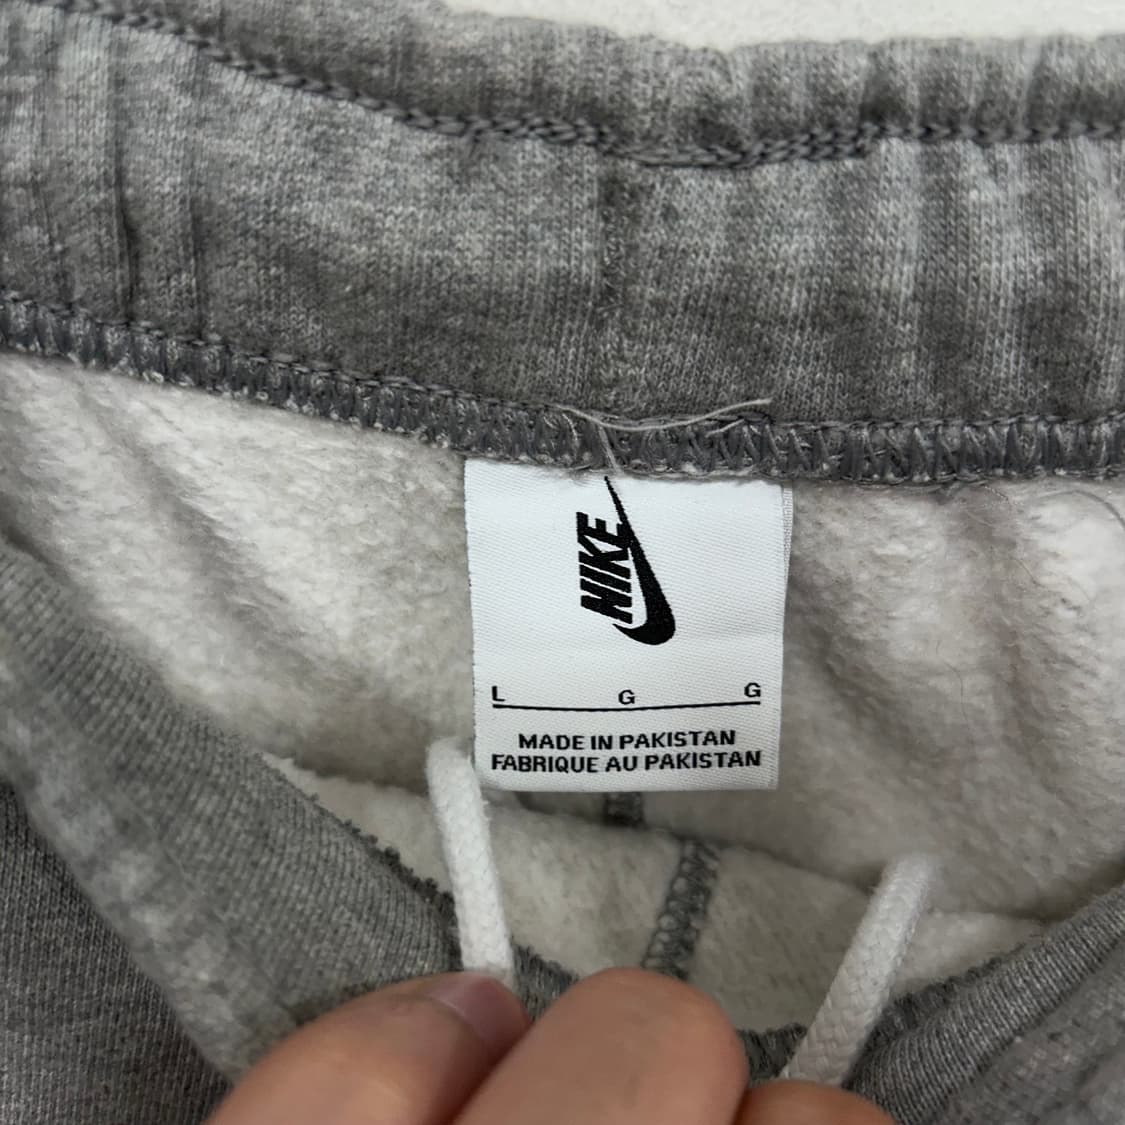 NIKE
L G G
MADE IN PAKISTAN
FABRIQUE AU PAKISTAN